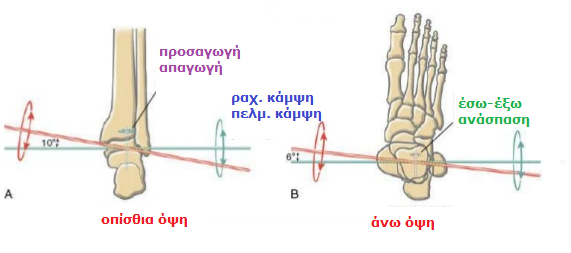 προσαγωγή
απαγωγή
ραχ. κάμψη
πελμ. κάμψη
έσω-έξω
ανάσπαση
10°
6°
A
B
οπίσθια όψη
άνω όψη